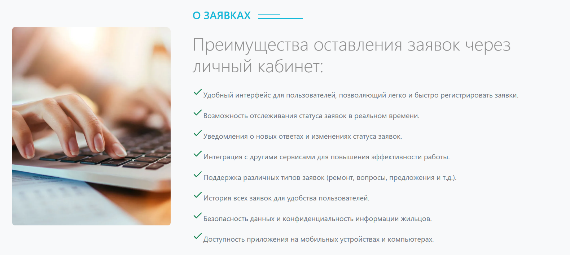 О ЗАЯВКАХ
Преимущества оставления заявок через
личный кабинет:
Удобный интерфейс для пользователей, позволяющий легко и быстро регистрировать заявки.
Возможность отслеживания статуса заявок в реальном времени.
Уведомления о новых ответах и изменениях статуса заявок.
Интеграция с другими сервисами для повышения эффективности работы.
Поддержка различных типов заявок (ремонт, вопросы, предложения и т.д.).
История всех заявок для удобства пользователей.
Безопасность данных и конфиденциальность информации жильцов.
Доступность приложения на мобильных устройствах и компьютерах.